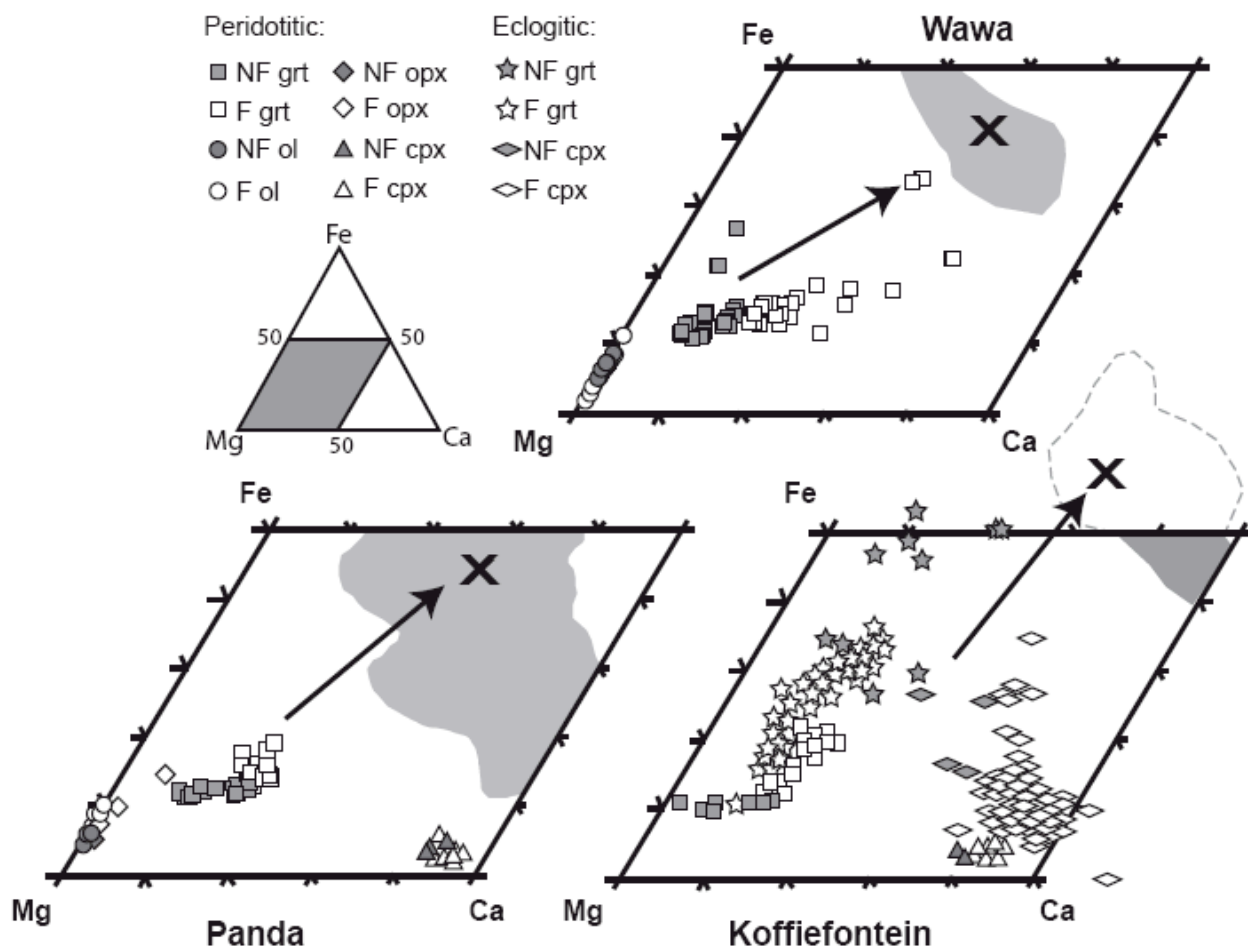 Peridotitic: Eclogitic:
NF grt NF opx NF grt
F grt F opx F grt
NF ol NF cpx NF cpx
F ol F cpx F cpx
Fe Wawa
Mg Ca
Fe
50 50
Mg 50 Ca
Fe
X
Mg Ca
Panda
Fe
X
Mg Ca
Koffiefontein
X